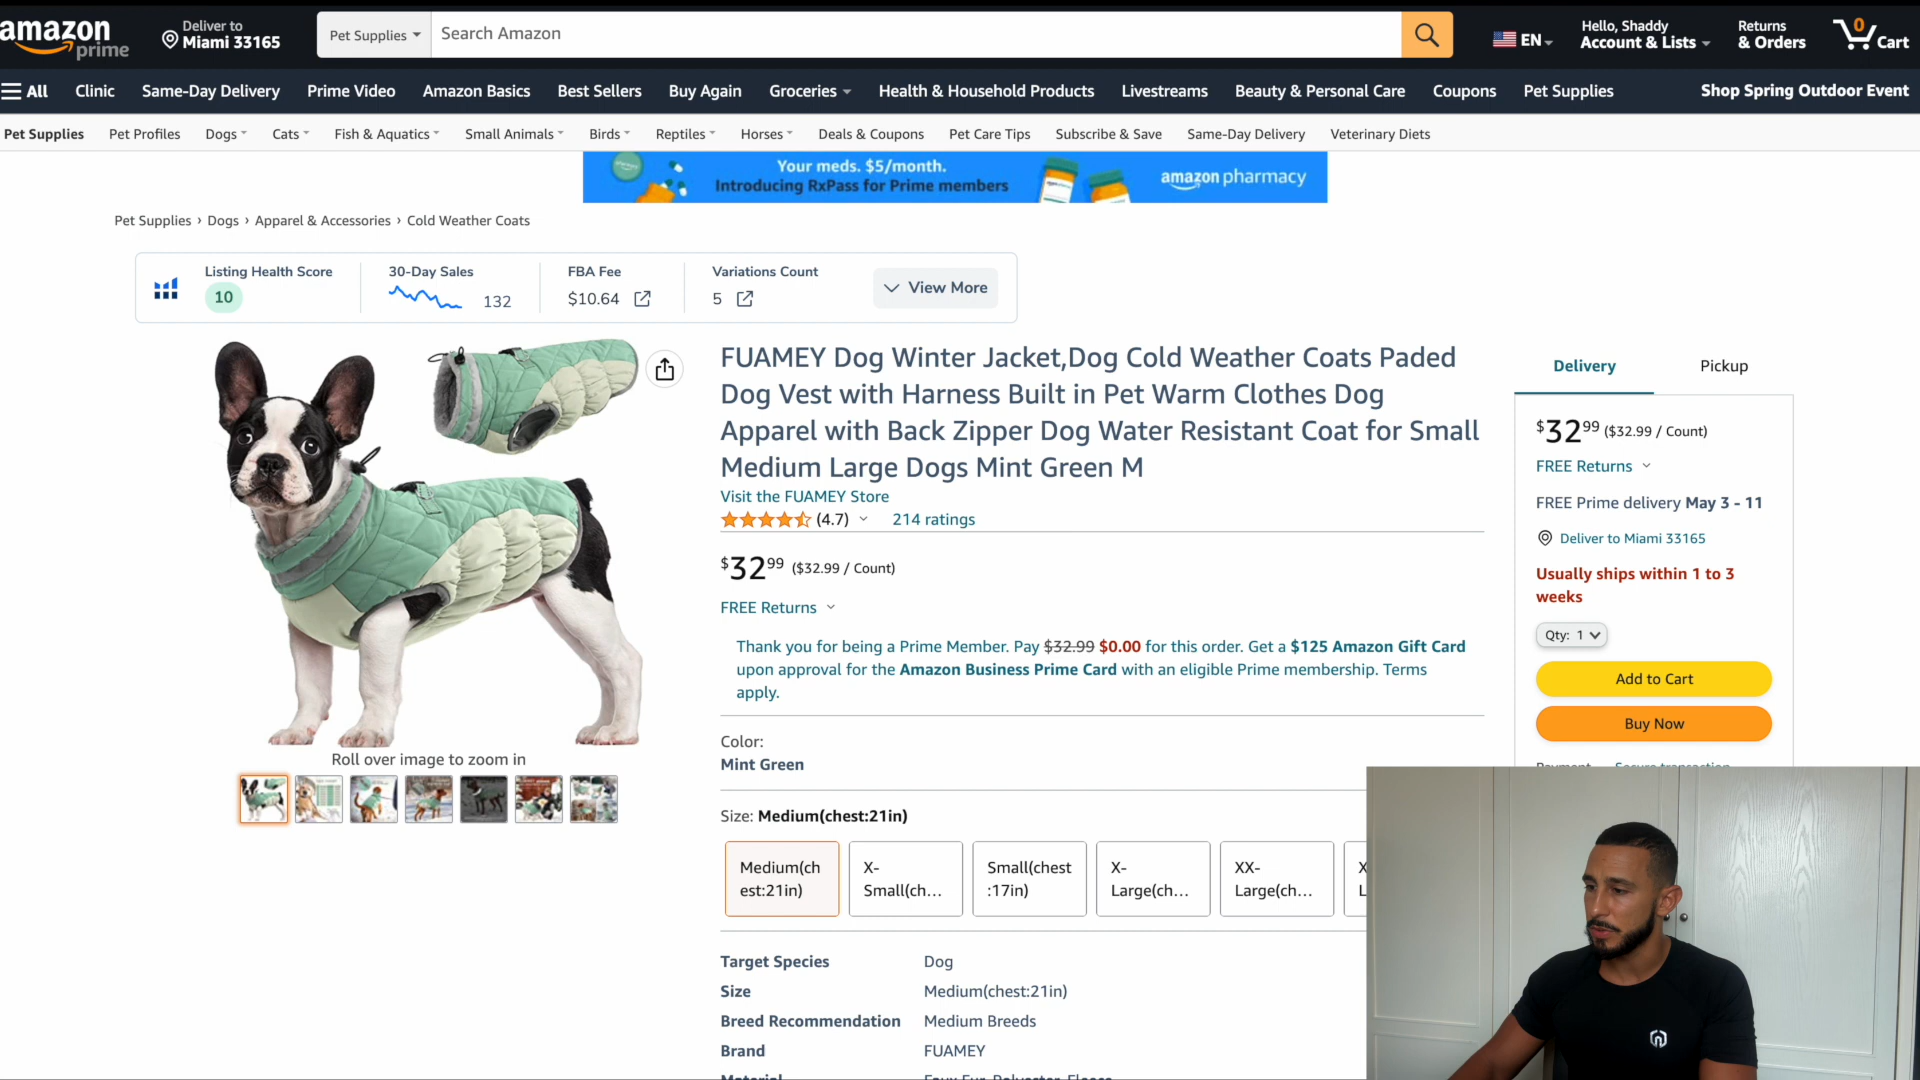 amazon
prime
Deliver to
Miami 33165
Pet Supplies
Search Amazon
EN
Hello, Shaddy
Account & Lists
Returns
& Orders
0
Cart
All
Clinic
Same-Day Delivery
Prime Video
Amazon Basics
Best Sellers
Buy Again
Groceries
Health & Household Products
Livestreams
Beauty & Personal Care
Coupons
Pet Supplies
Shop Spring Outdoor Event
Pet Supplies
Pet Profiles
Dogs
Cats
Fish & Aquatics
Small Animals
Birds
Reptiles
Horses
Deals & Coupons
Pet Care Tips
Subscribe & Save
Same-Day Delivery
Veterinary Diets
Your meds. $5/month.
Introducing RxPass for Prime members
amazon pharmacy
Pet Supplies › Dogs › Apparel & Accessories › Cold Weather Coats
Listing Health Score
10
30-Day Sales
132
FBA Fee
$10.64
Variations Count
5
View More
FUAMEY Dog Winter Jacket,Dog Cold Weather Coats Paded
Dog Vest with Harness Built in Pet Warm Clothes Dog
Apparel with Back Zipper Dog Water Resistant Coat for Small
Medium Large Dogs Mint Green M
Visit the FUAMEY Store
(4.7)
214 ratings
$32 99 ($32.99 / Count)
FREE Returns
Thank you for being a Prime Member. Pay $32.99 $0.00 for this order. Get a $125 Amazon Gift Card
upon approval for the Amazon Business Prime Card with an eligible Prime membership. Terms
apply.
Color:
Mint Green
Size: Medium(chest:21in)
Medium(ch
est:21in)
X-
Small(ch...
Small(chest
:17in)
X-
Large(ch...
XX-
Large(ch...
X
L
Target Species Dog
Size Medium(chest:21in)
Breed Recommendation Medium Breeds
Brand FUAMEY
Material Faux Fur, Polyester, Fleece
Roll over image to zoom in
Delivery
Pickup
$32 99 ($32.99 / Count)
FREE Returns
FREE Prime delivery May 3 - 11
Deliver to Miami 33165
Usually ships within 1 to 3
weeks
Qty: 1
Add to Cart
Buy Now
Payment Secure transaction